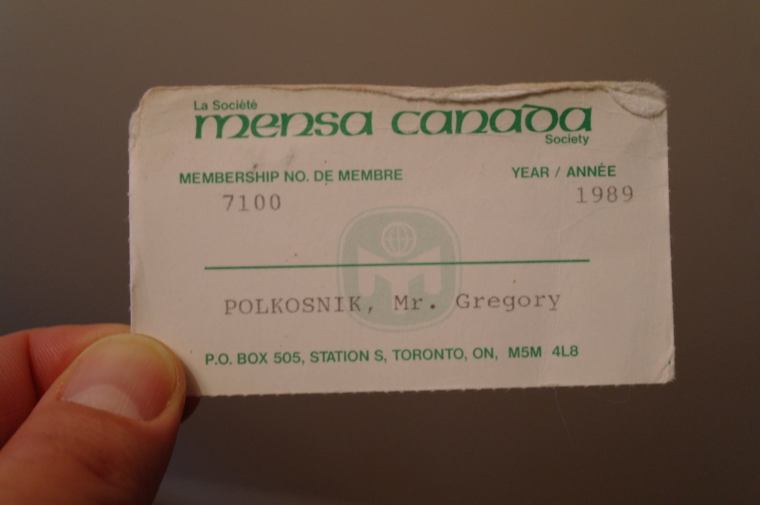 La Société
mensa canada
Society
MEMBERSHIP NO. DE MEMBRE YEAR / ANNÉE
7100 1989
POLKOSNIK, Mr. Gregory
P.O. BOX 505, STATION S, TORONTO, ON, M5M 4L8